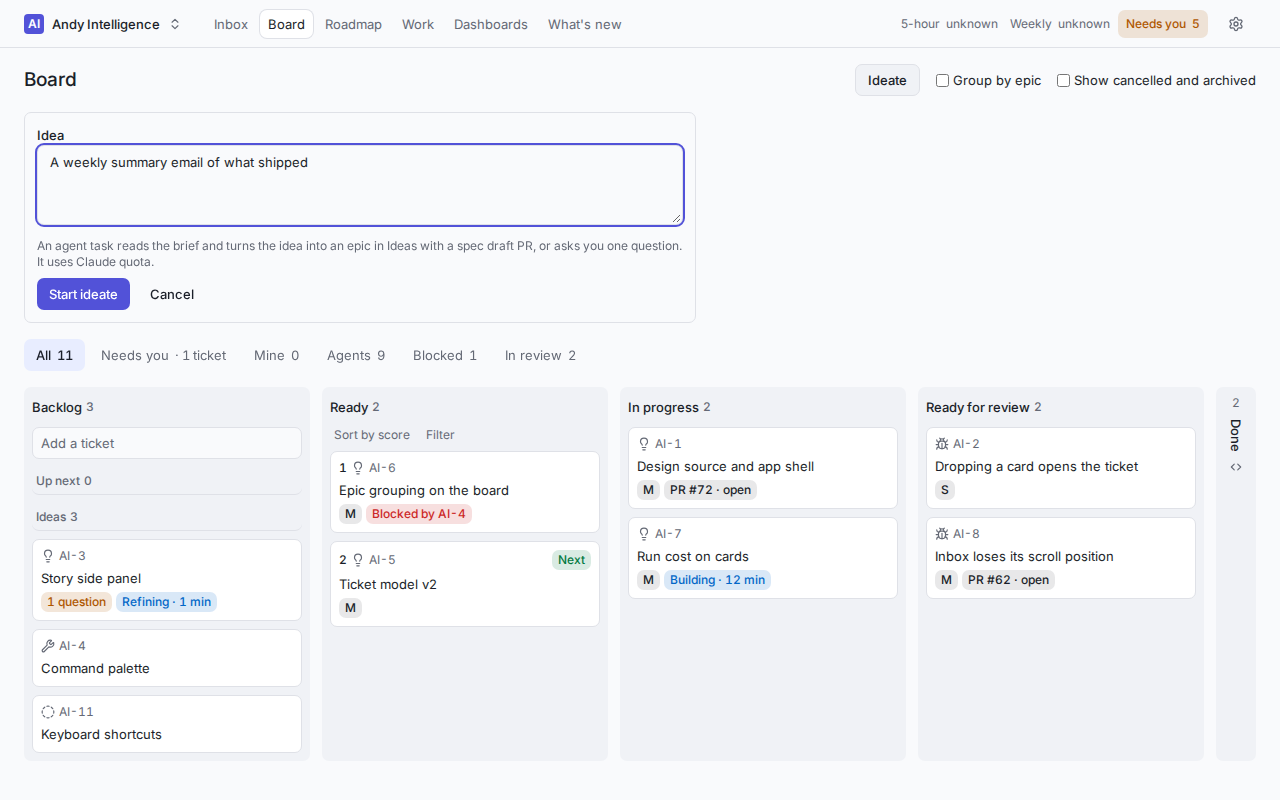 AI Andy Intelligence Inbox Board Roadmap Work Dashboards What's new 5-hour unknown Weekly unknown Needs you 5
Board
Ideate Group by epic Show cancelled and archived
Idea
A weekly summary email of what shipped
An agent task reads the brief and turns the idea into an epic in Ideas with a spec draft PR, or asks you one question.
It uses Claude quota.
Start ideate Cancel
All 11 Needs you · 1 ticket Mine 0 Agents 9 Blocked 1 In review 2
Backlog 3
Add a ticket
Up next 0
Ideas 3
AI-3
Story side panel
1 question Refining · 1 min
AI-4
Command palette
AI-11
Keyboard shortcuts
Ready 2
Sort by score Filter
1 AI-6
Epic grouping on the board
M Blocked by AI-4
2 AI-5 Next
Ticket model v2
M
In progress 2
AI-1
Design source and app shell
M PR #72 · open
AI-7
Run cost on cards
M Building · 12 min
Ready for review 2
AI-2
Dropping a card opens the ticket
S
AI-8
Inbox loses its scroll position
M PR #62 · open
2
Done